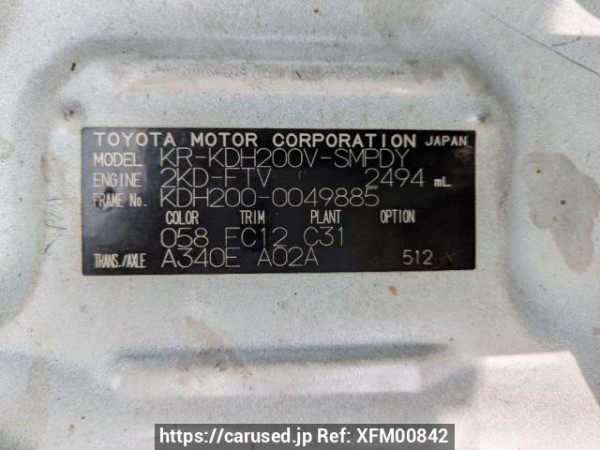 TOYOTA MOTOR CORPORATION JAPAN
MODEL KR-KDH200V-SMPDY
ENGINE 2KD-FTV 2494 mL
FRAME No. KDH200-0049885
COLOR TRIM PLANT OPTION
058 FC12 C31
TRANS./AXLE A340E A02A 512
https://carused.jp Ref: XFM00842